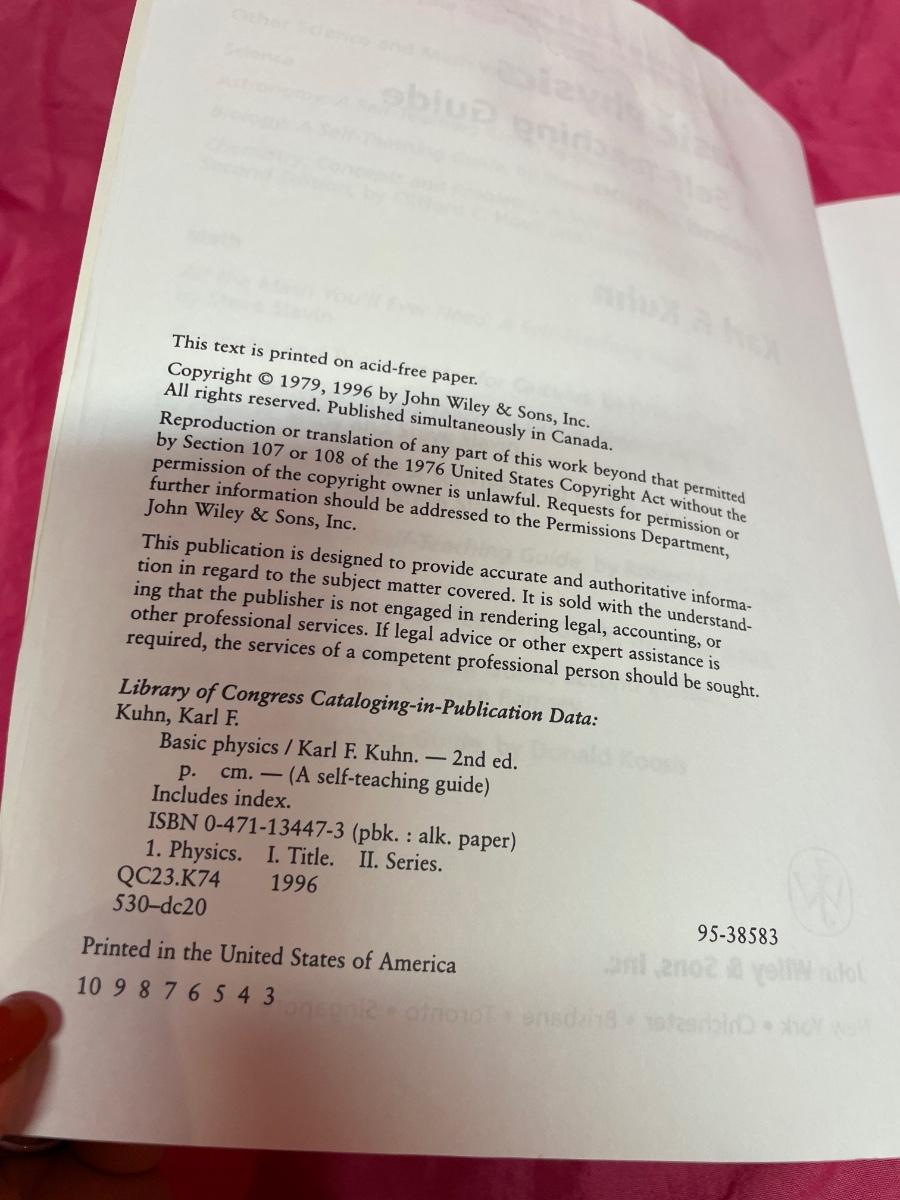 This text is printed on acid-free paper.
Copyright © 1979, 1996 by John Wiley & Sons, Inc.
All rights reserved. Published simultaneously in Canada.
Reproduction or translation of any part of this work beyond that permitted
by Section 107 or 108 of the 1976 United States Copyright Act without the
permission of the copyright owner is unlawful. Requests for permission or
further information should be addressed to the Permissions Department,
John Wiley & Sons, Inc.
This publication is designed to provide accurate and authoritative informa-
tion in regard to the subject matter covered. It is sold with the understand-
ing that the publisher is not engaged in rendering legal, accounting, or
other professional services. If legal advice or other expert assistance is
required, the services of a competent professional person should be sought.
Library of Congress Cataloging-in-Publication Data:
Kuhn, Karl F.
Basic physics / Karl F. Kuhn. — 2nd ed.
p. cm. — (A self-teaching guide)
Includes index.
ISBN 0-471-13447-3 (pbk. : alk. paper)
1. Physics. I. Title. II. Series.
QC23.K74 1996
530–dc20
95-38583
Printed in the United States of America
10 9 8 7 6 5 4 3